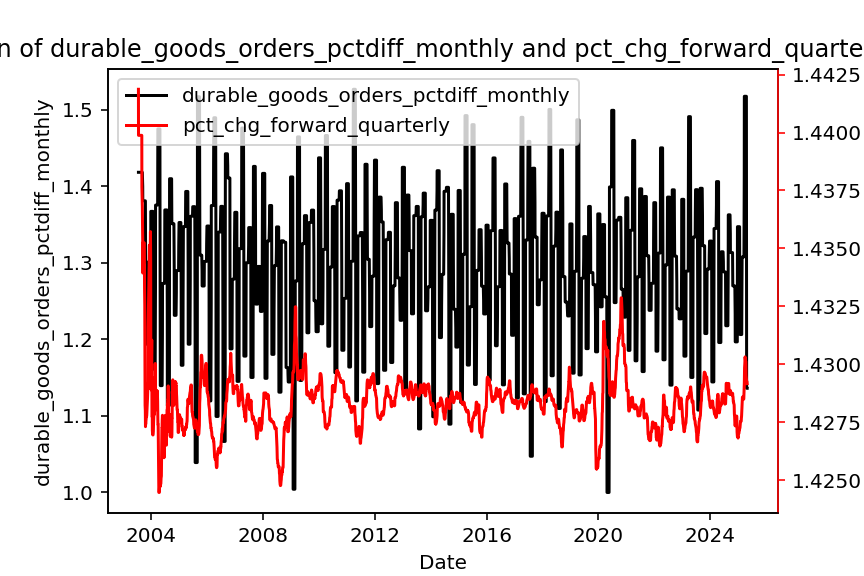 n of durable_goods_orders_pctdiff_monthly and pct_chg_forward_quarte
durable_goods_orders_pctdiff_monthly
pct_chg_forward_quarterly
durable_goods_orders_pctdiff_monthly
1.5
1.4
1.3
1.2
1.1
1.0
1.4425
1.4400
1.4375
1.4350
1.4325
1.4300
1.4275
1.4250
2004 2008 2012 2016 2020 2024
Date